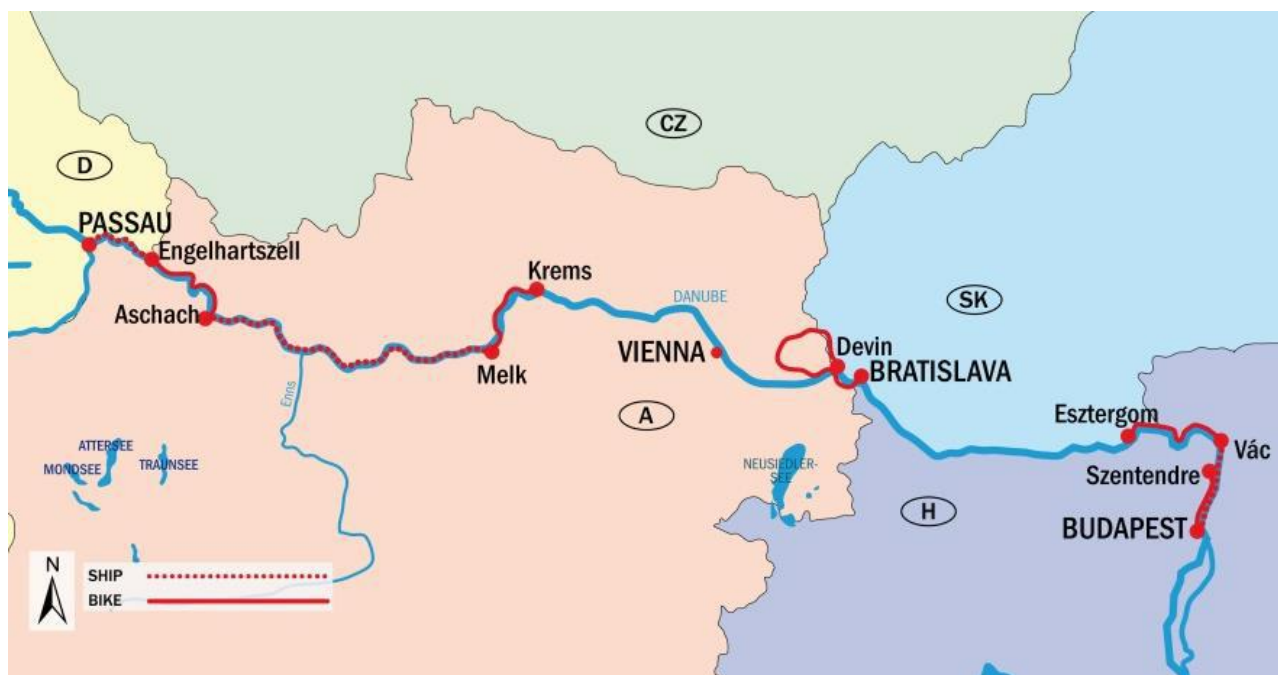 CZ
D
PASSAU
Engelhartszell
Krems
DANUBE
SK
Aschach
Devin
VIENNA
BRATISLAVA
Melk
Enns
A
Esztergom
ATTERSEE
MONDSEE
TRAUNSEE
Vác
NEUSIEDLER-
SEE
Szentendre
H
BUDAPEST
N
SHIP
BIKE